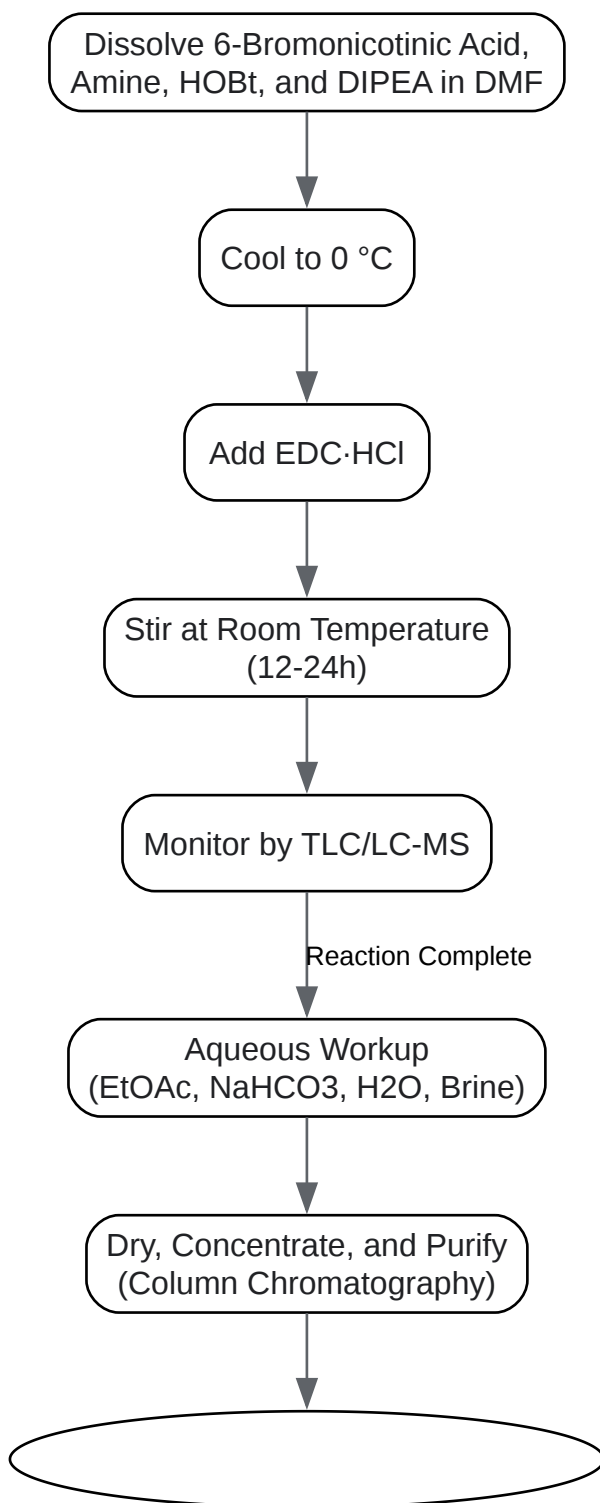 Dissolve 6-Bromonicotinic Acid,
Amine, HOBt, and DIPEA in DMF
Cool to 0 °C
Add EDC·HCl
Stir at Room Temperature
(12-24h)
Monitor by TLC/LC-MS
Reaction Complete
Aqueous Workup
(EtOAc, NaHCO3, H2O, Brine)
Dry, Concentrate, and Purify
(Column Chromatography)